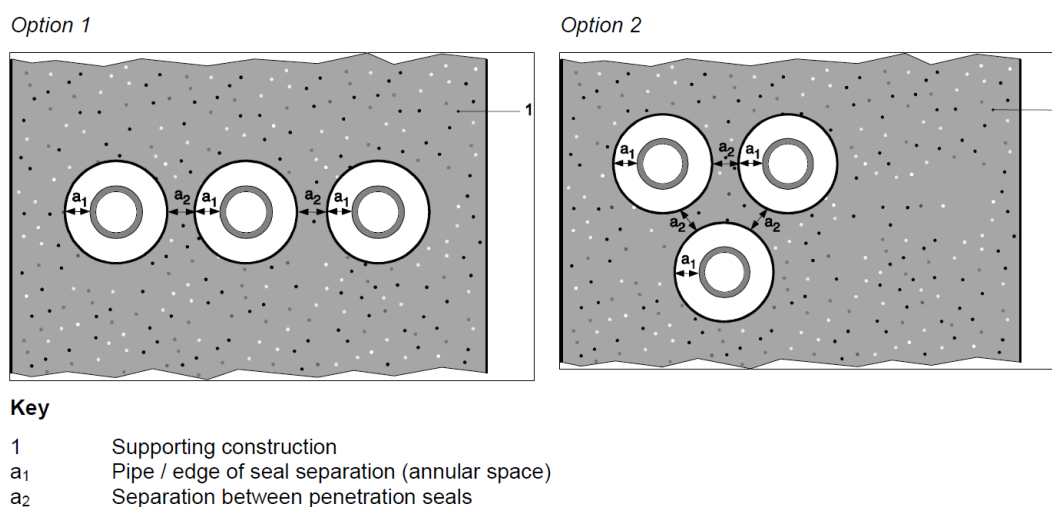 Option 1
Option 2
1
a₁ a₂ a₁ a₂ a₁
a₁ a₂ a₁
a₂ a₂
a₁
Key
1 Supporting construction
a₁ Pipe / edge of seal separation (annular space)
a₂ Separation between penetration seals